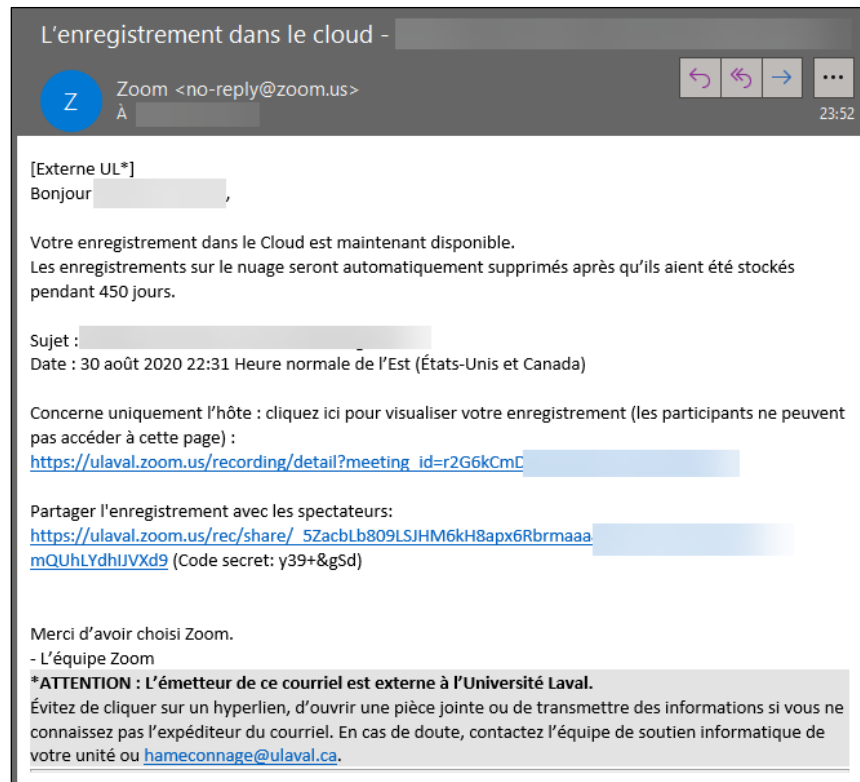 L'enregistrement dans le cloud -
Z
Zoom <no-reply@zoom.us>
À
23:52
[Externe UL*]
Bonjour ,
Votre enregistrement dans le Cloud est maintenant disponible.
Les enregistrements sur le nuage seront automatiquement supprimés après qu'ils aient été stockés
pendant 450 jours.
Sujet :
Date : 30 août 2020 22:31 Heure normale de l'Est (États-Unis et Canada)
Concerne uniquement l'hôte : cliquez ici pour visualiser votre enregistrement (les participants ne peuvent
pas accéder à cette page) :
https://ulaval.zoom.us/recording/detail?meeting_id=r2G6kCmD
Partager l'enregistrement avec les spectateurs:
https://ulaval.zoom.us/rec/share/_5ZacbLb809LSJHM6kH8apx6Rbrmaaa
mQUhLYdhIJVXd9 (Code secret: y39+&gSd)
Merci d'avoir choisi Zoom.
- L'équipe Zoom
*ATTENTION : L'émetteur de ce courriel est externe à l'Université Laval.
Évitez de cliquer sur un hyperlien, d'ouvrir une pièce jointe ou de transmettre des informations si vous ne
connaissez pas l'expéditeur du courriel. En cas de doute, contactez l'équipe de soutien informatique de
votre unité ou hameconnage@ulaval.ca.